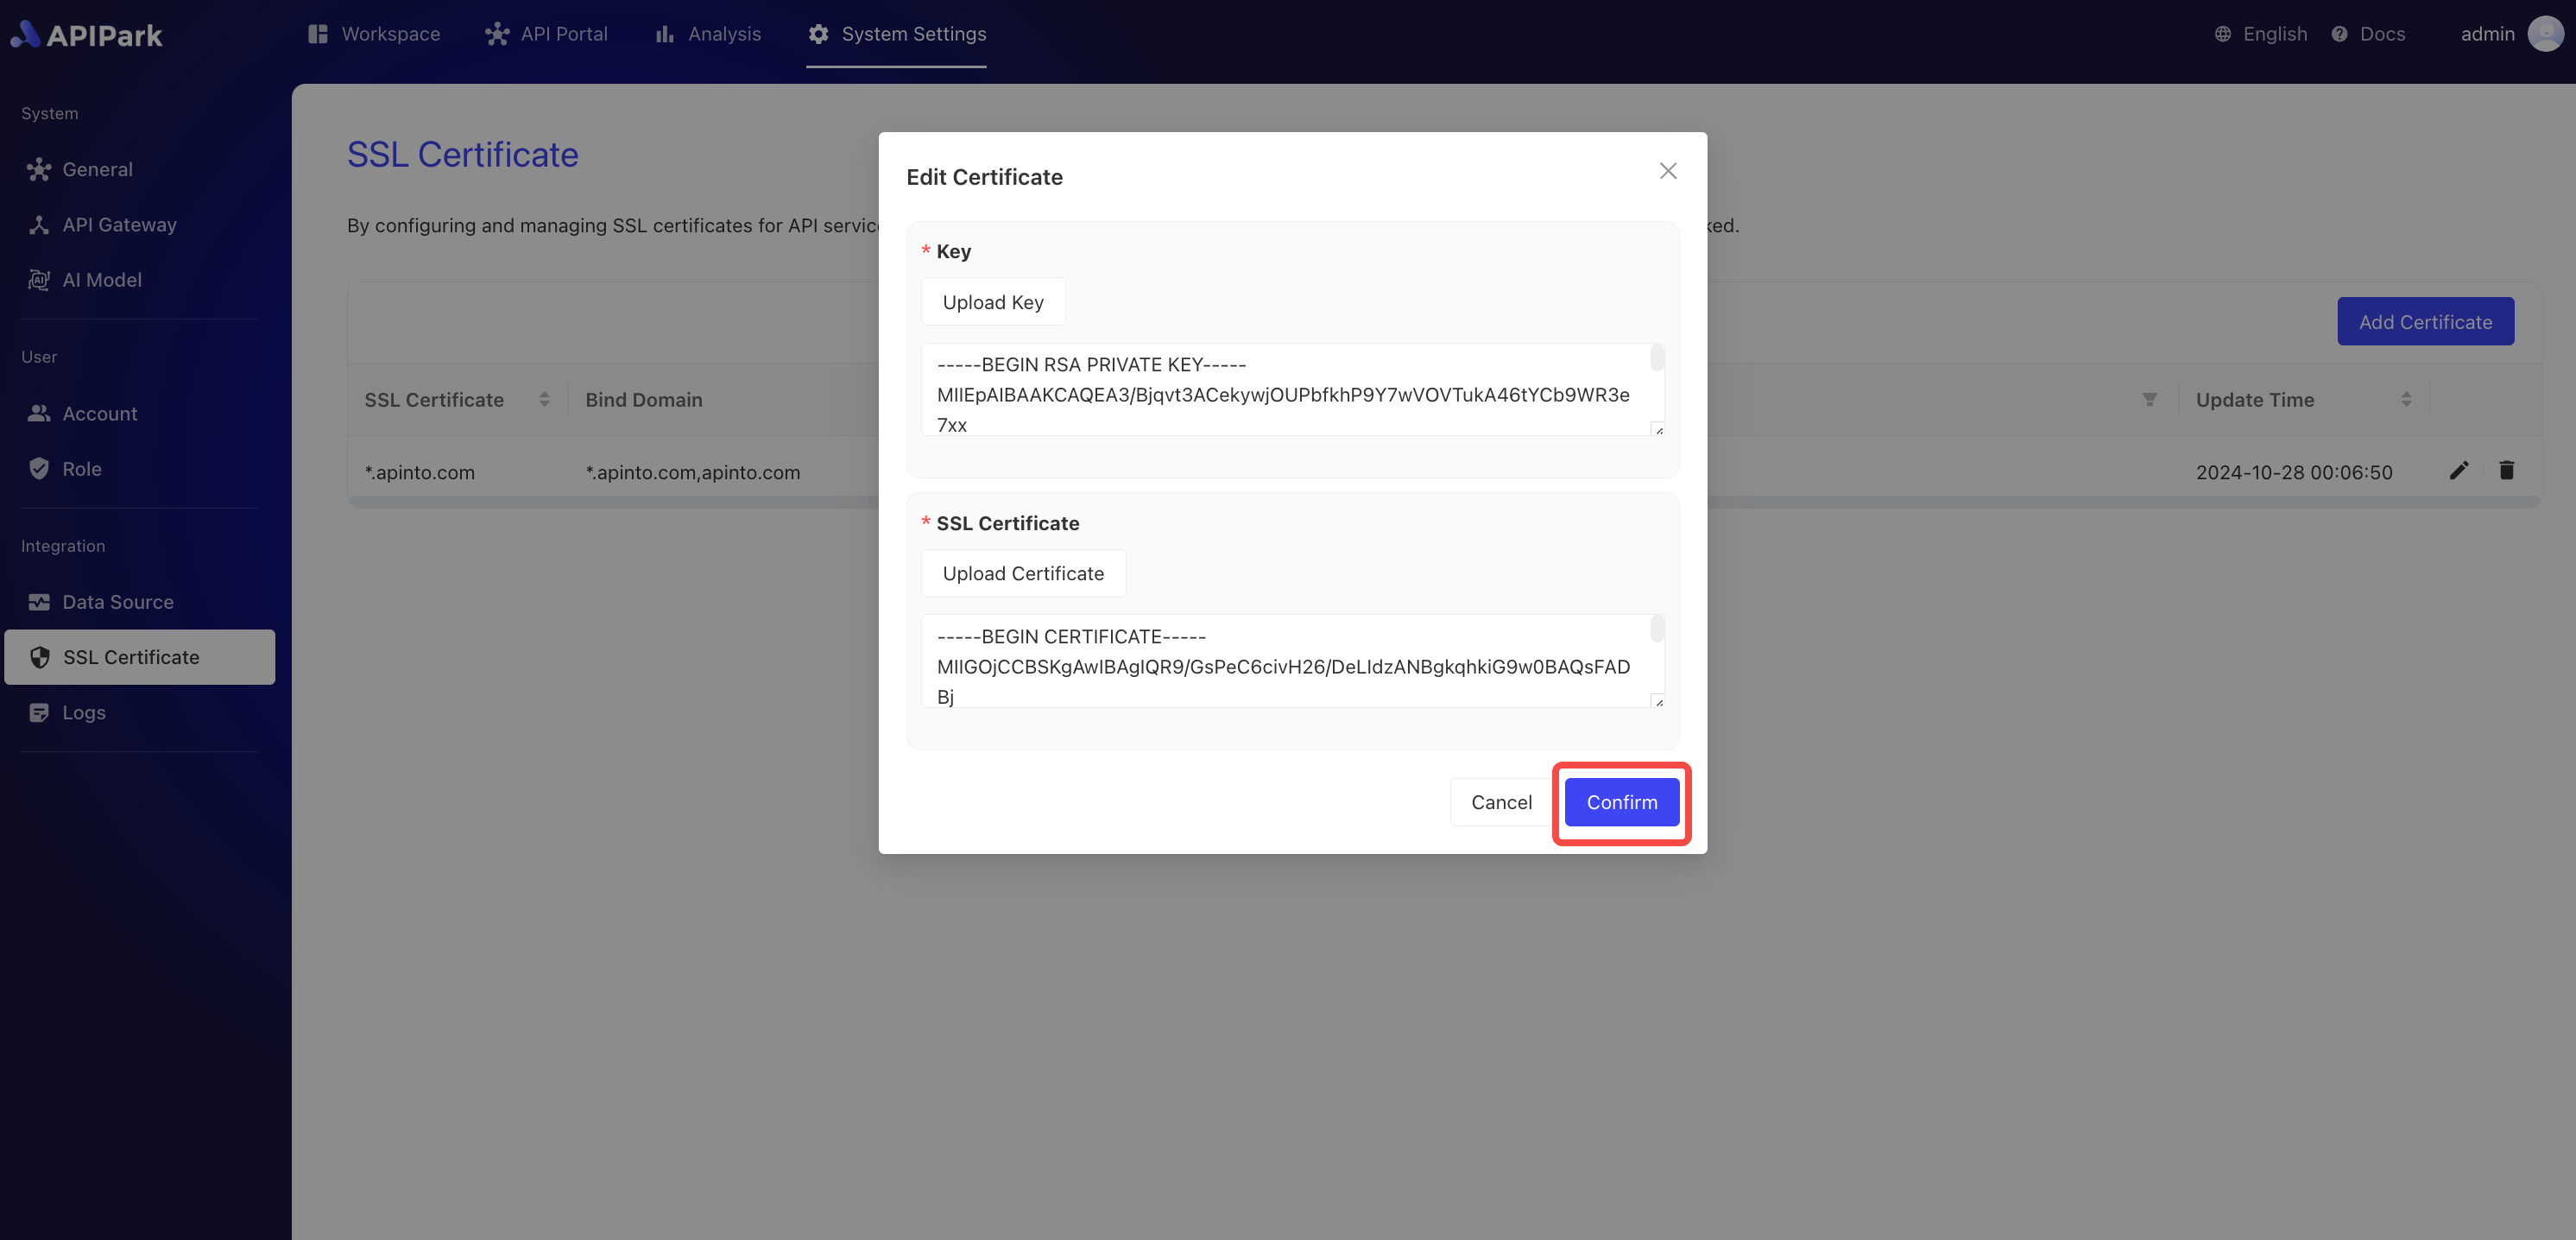 APIPark
Workspace
API Portal
Analysis
System Settings
English
Docs
admin
System
General
API Gateway
AI Model
User
Account
Role
Integration
Data Source
SSL Certificate
Logs
SSL Certificate
By configuring and managing SSL certificates for API servic
ked.
Add Certificate
SSL Certificate
Bind Domain
Update Time
*.apinto.com
*.apinto.com,apinto.com
2024-10-28 00:06:50
Edit Certificate
* Key
Upload Key
-----BEGIN RSA PRIVATE KEY-----
MIIEpAIBAAKCAQEA3/Bjqvt3ACekywjOUPbfkhP9Y7wVOVTukA46tYCb9WR3e
7xx
* SSL Certificate
Upload Certificate
-----BEGIN CERTIFICATE-----
MIIGOjCCBSKgAwIBAgIQR9/GsPeC6civH26/DeLIdzANBgkqhkiG9w0BAQsFAD
Bj
Cancel
Confirm